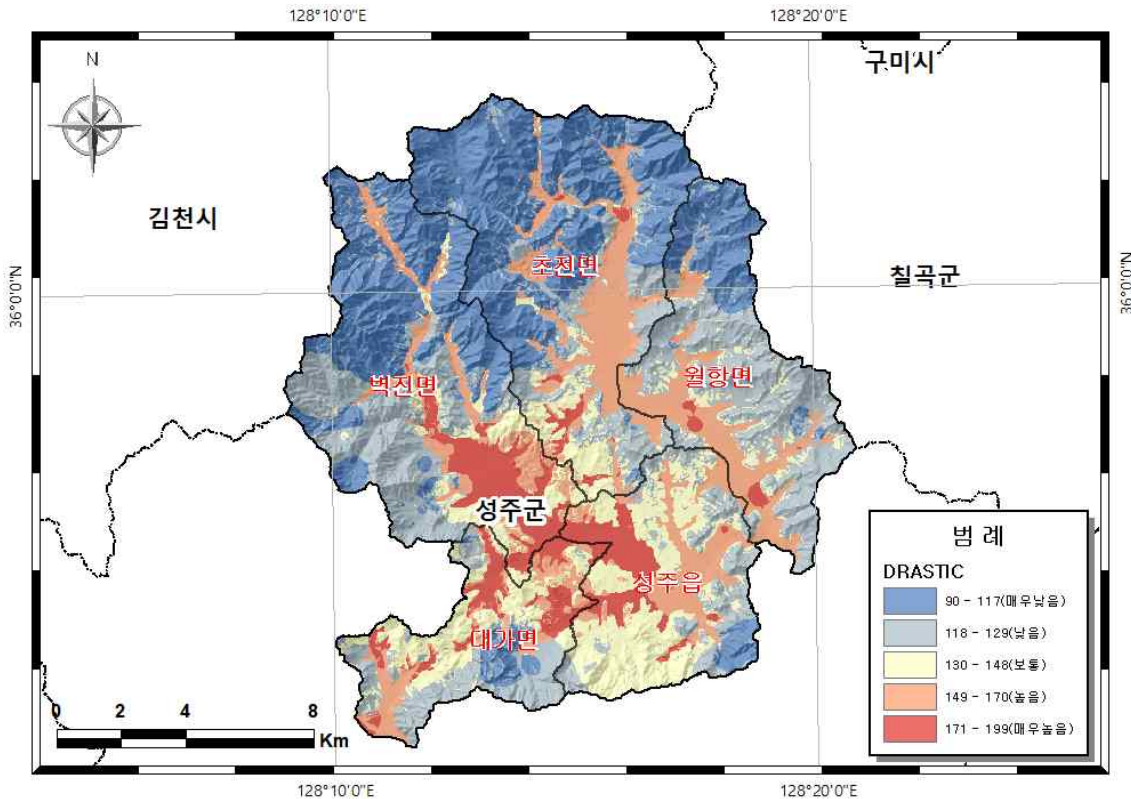 128°10'0"E
128°20'0"E
구미시
N
김천시
칠곡군
초전면
36°0'0"N
36°0'0"N
벽진면
월항면
성주군
성주읍
대가면
범 례
DRASTIC
90 - 117(매우낮음)
118 - 129(낮음)
130 - 148(보통)
149 - 170(높음)
171 - 199(매우높음)
0 2 4 8
Km
128°10'0"E
128°20'0"E